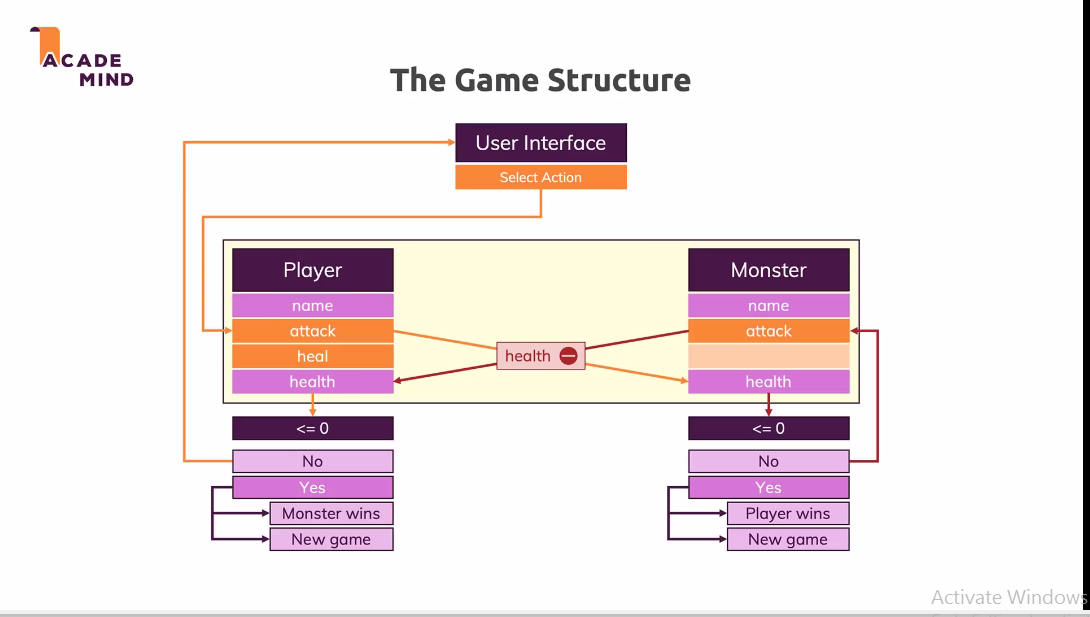 ACADE
MIND
The Game Structure
User Interface
Select Action
Player
name
attack
heal
health
Monster
name
attack
health
health
<= 0
No
Yes
Monster wins
New game
<= 0
No
Yes
Player wins
New game
Activate Windows